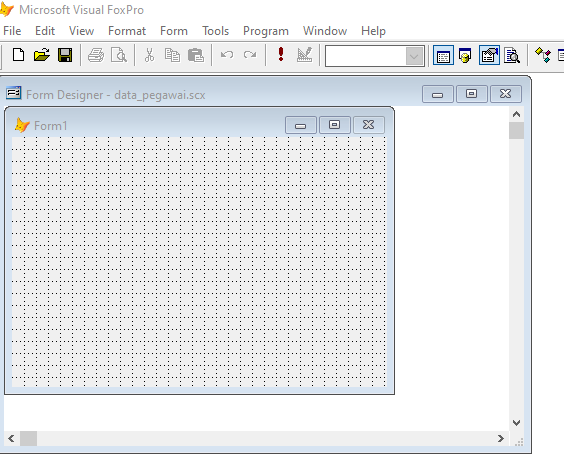 Microsoft Visual FoxPro
File Edit View Format Form Tools Program Window Help
Form Designer - data_pegawai.scx
Form1